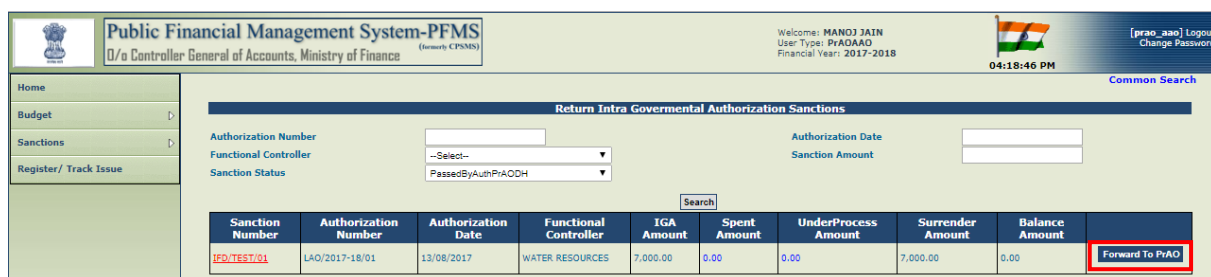 Public Financial Management System-PFMS
(formerly CPSMS)
O/o Controller General of Accounts, Ministry of Finance
Welcome: MANOJ JAIN
User Type: PrAOAAO
Financial Year: 2017-2018
04:18:46 PM
[prao_aao] Logou
Change Passwor
Common Search
Home
Budget
Sanctions
Register/ Track Issue
Return Intra Govermental Authorization Sanctions
Authorization Number Authorization Date
Functional Controller --Select-- Sanction Amount
Sanction Status PassedByAuthPrAODH
Search
Sanction Number Authorization Number Authorization Date Functional Controller IGA Amount Spent Amount UnderProcess Amount Surrender Amount Balance Amount
IFD/TEST/01 LAO/2017-18/01 13/08/2017 WATER RESOURCES 7,000.00 0.00 0.00 7,000.00 0.00 Forward To PrAO